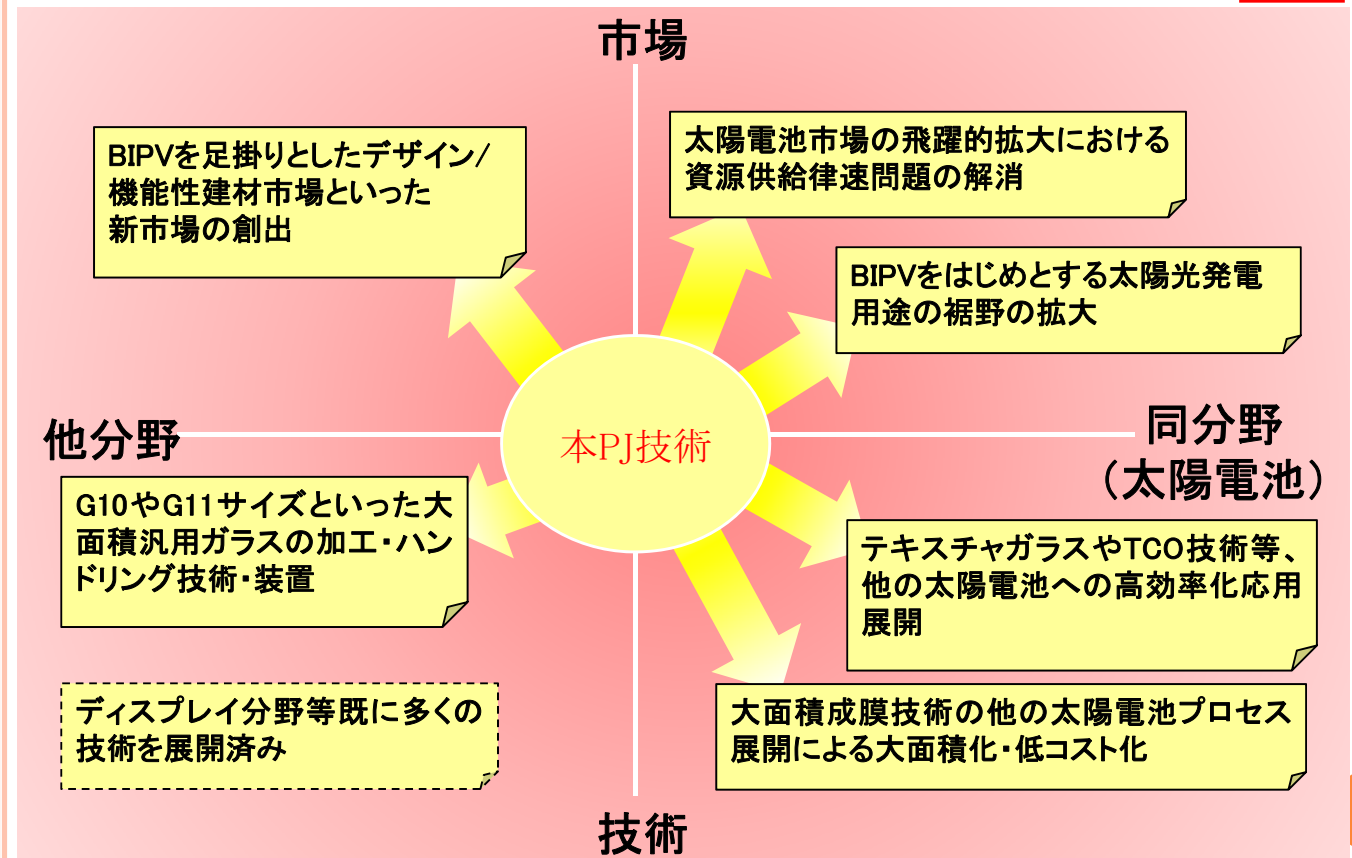 市場
BIPVを足掛りとしたデザイン/
機能性建材市場といった
新市場の創出
太陽電池市場の飛躍的拡大における
資源供給律速問題の解消
BIPVをはじめとする太陽光発電
用途の裾野の拡大
他分野
本PJ技術
同分野
（太陽電池）
G10やG11サイズといった大
面積汎用ガラスの加工・ハン
ドリング技術・装置
テキスチャガラスやTCO技術等、
他の太陽電池への高効率化応用
展開
ディスプレイ分野等既に多くの
技術を展開済み
大面積成膜技術の他の太陽電池プロセス
展開による大面積化・低コスト化
技術